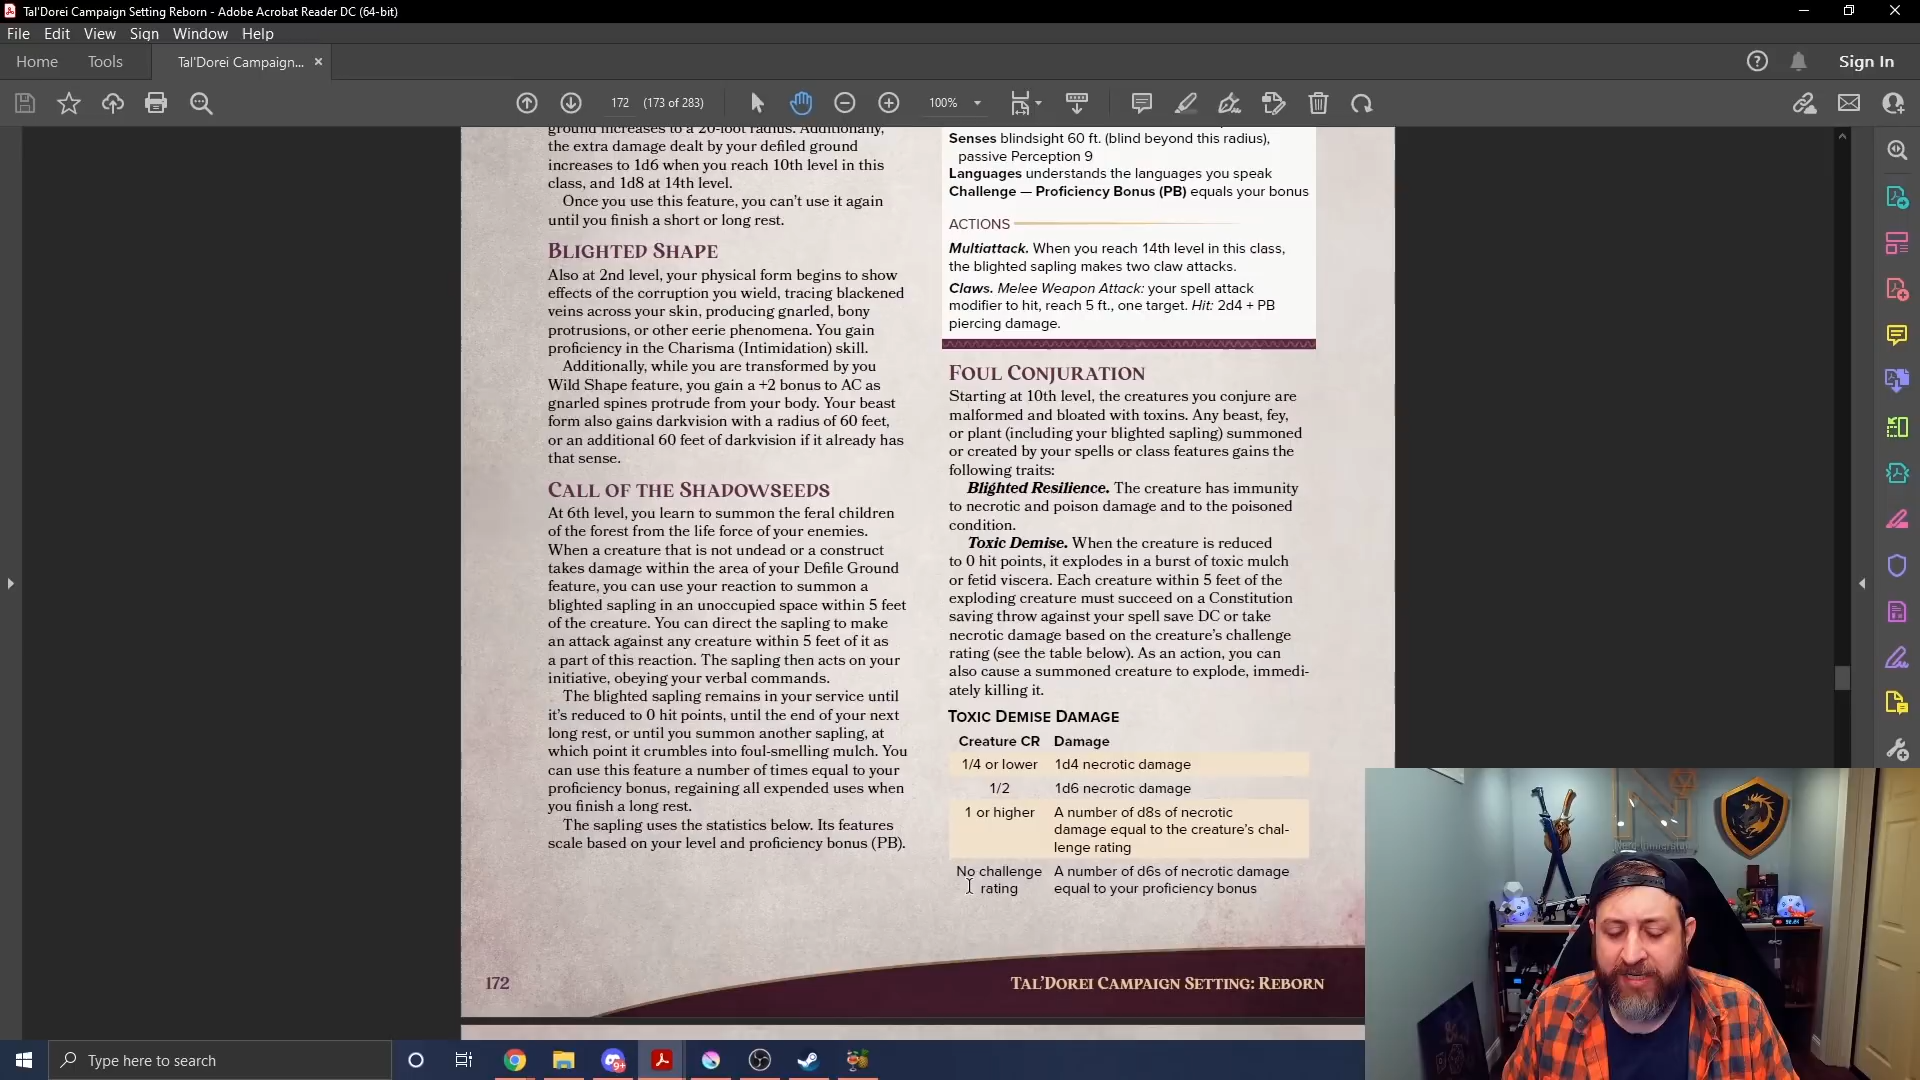 Tal'Dorei Campaign Setting Reborn - Adobe Acrobat Reader DC (64-bit)
File Edit View Sign Window Help
Home Tools Tal'Dorei Campaign... Sign In
172 (173 of 283) 100%
ground increases to a 20-foot radius. Additionally,
the extra damage dealt by your defiled ground
increases to 1d6 when you reach 10th level in this
class, and 1d8 at 14th level.
Once you use this feature, you can't use it again
until you finish a short or long rest.
BLIGHTED SHAPE
Also at 2nd level, your physical form begins to show
effects of the corruption you wield, tracing blackened
veins across your skin, producing gnarled, bony
protrusions, or other eerie phenomena. You gain
proficiency in the Charisma (Intimidation) skill.
Additionally, while you are transformed by you
Wild Shape feature, you gain a +2 bonus to AC as
gnarled spines protrude from your body. Your beast
form also gains darkvision with a radius of 60 feet,
or an additional 60 feet of darkvision if it already has
that sense.
CALL OF THE SHADOWSEEDS
At 6th level, you learn to summon the feral children
of the forest from the life force of your enemies.
When a creature that is not undead or a construct
takes damage within the area of your Defile Ground
feature, you can use your reaction to summon a
blighted sapling in an unoccupied space within 5 feet
of the creature. You can direct the sapling to make
an attack against any creature within 5 feet of it as
a part of this reaction. The sapling then acts on your
initiative, obeying your verbal commands.
The blighted sapling remains in your service until
it's reduced to 0 hit points, until the end of your next
long rest, or until you summon another sapling, at
which point it crumbles into foul-smelling mulch. You
can use this feature a number of times equal to your
proficiency bonus, regaining all expended uses when
you finish a long rest.
The sapling uses the statistics below. Its features
scale based on your level and proficiency bonus (PB).
Senses blindsight 60 ft. (blind beyond this radius),
passive Perception 9
Languages understands the languages you speak
Challenge — Proficiency Bonus (PB) equals your bonus
ACTIONS
Multiattack. When you reach 14th level in this class,
the blighted sapling makes two claw attacks.
Claws. Melee Weapon Attack: your spell attack
modifier to hit, reach 5 ft., one target. Hit: 2d4 + PB
piercing damage.
FOUL CONJURATION
Starting at 10th level, the creatures you conjure are
malformed and bloated with toxins. Any beast, fey,
or plant (including your blighted sapling) summoned
or created by your spells or class features gains the
following traits:
Blighted Resilience. The creature has immunity
to necrotic and poison damage and to the poisoned
condition.
Toxic Demise. When the creature is reduced
to 0 hit points, it explodes in a burst of toxic mulch
or fetid viscera. Each creature within 5 feet of the
exploding creature must succeed on a Constitution
saving throw against your spell save DC or take
necrotic damage based on the creature's challenge
rating (see the table below). As an action, you can
also cause a summoned creature to explode, immedi-
ately killing it.
TOXIC DEMISE DAMAGE
Creature CR Damage
1/4 or lower 1d4 necrotic damage
1/2 1d6 necrotic damage
1 or higher A number of d8s of necrotic
damage equal to the creature's chal-
lenge rating
No challenge A number of d6s of necrotic damage
rating equal to your proficiency bonus
172 TAL'DOREI CAMPAIGN SETTING: REBORN
Type here to search